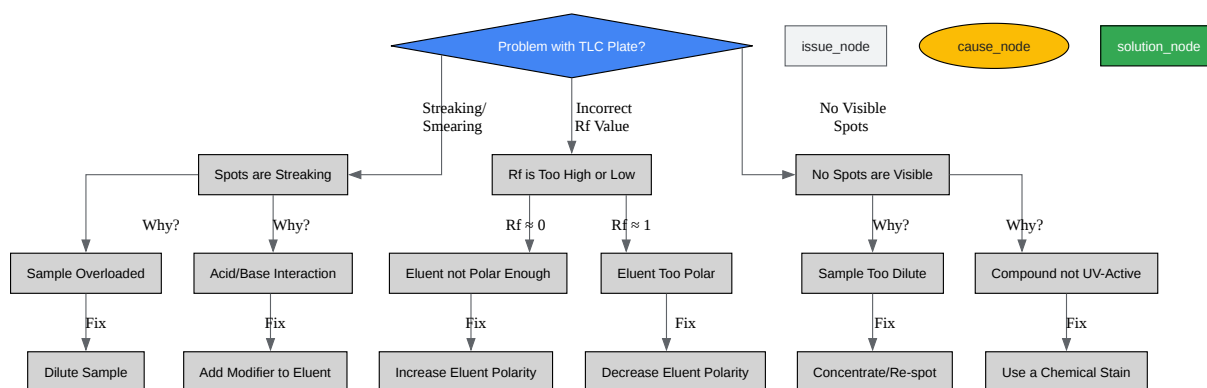 Problem with TLC Plate?
issue_node
cause_node
solution_node
Streaking/
Smearing
Incorrect
Rf Value
No Visible
Spots
Spots are Streaking
Rf is Too High or Low
No Spots are Visible
Why?
Why?
Rf ≈ 0
Rf ≈ 1
Why?
Why?
Sample Overloaded
Acid/Base Interaction
Eluent not Polar Enough
Eluent Too Polar
Sample Too Dilute
Compound not UV-Active
Fix
Fix
Fix
Fix
Fix
Fix
Dilute Sample
Add Modifier to Eluent
Increase Eluent Polarity
Decrease Eluent Polarity
Concentrate/Re-spot
Use a Chemical Stain